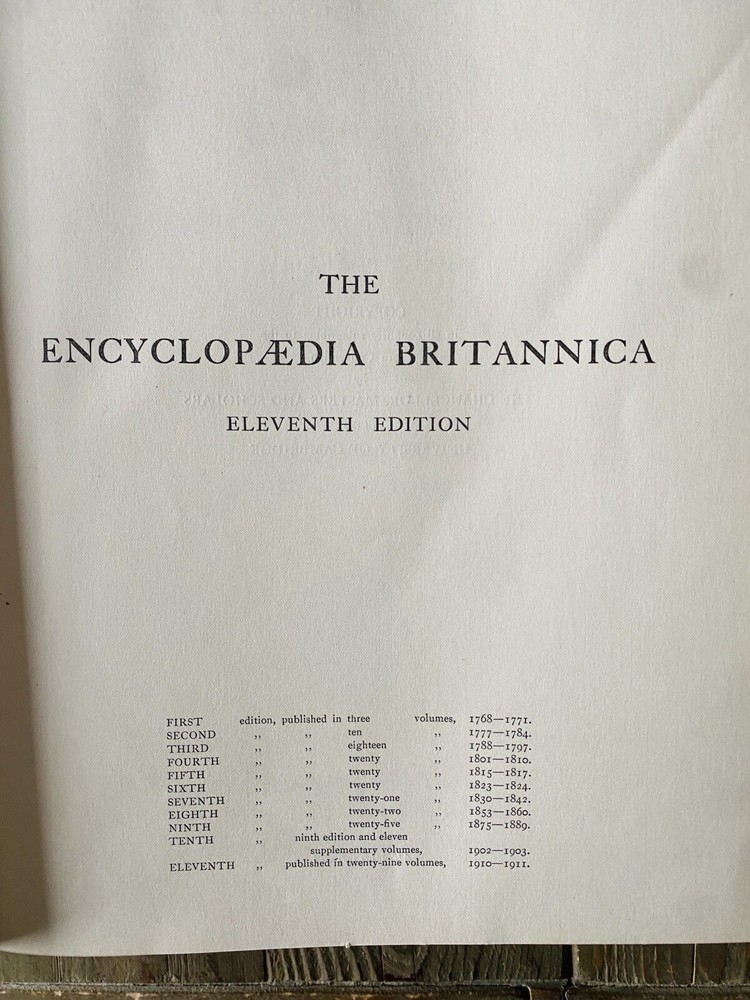 THE
ENCYCLOPÆDIA BRITANNICA
ELEVENTH EDITION
FIRST edition, published in three volumes, 1768—1771.
SECOND ,, ,, ten ,, 1777—1784.
THIRD ,, ,, eighteen ,, 1788—1797.
FOURTH ,, ,, twenty ,, 1801—1810.
FIFTH ,, ,, twenty ,, 1815—1817.
SIXTH ,, ,, twenty ,, 1823—1824.
SEVENTH ,, ,, twenty-one ,, 1830—1842.
EIGHTH ,, ,, twenty-two ,, 1853—1860.
NINTH ,, ,, twenty-five ,, 1875—1889.
TENTH ,, ninth edition and eleven
supplementary volumes, 1902—1903.
ELEVENTH ,, published in twenty-nine volumes, 1910—1911.